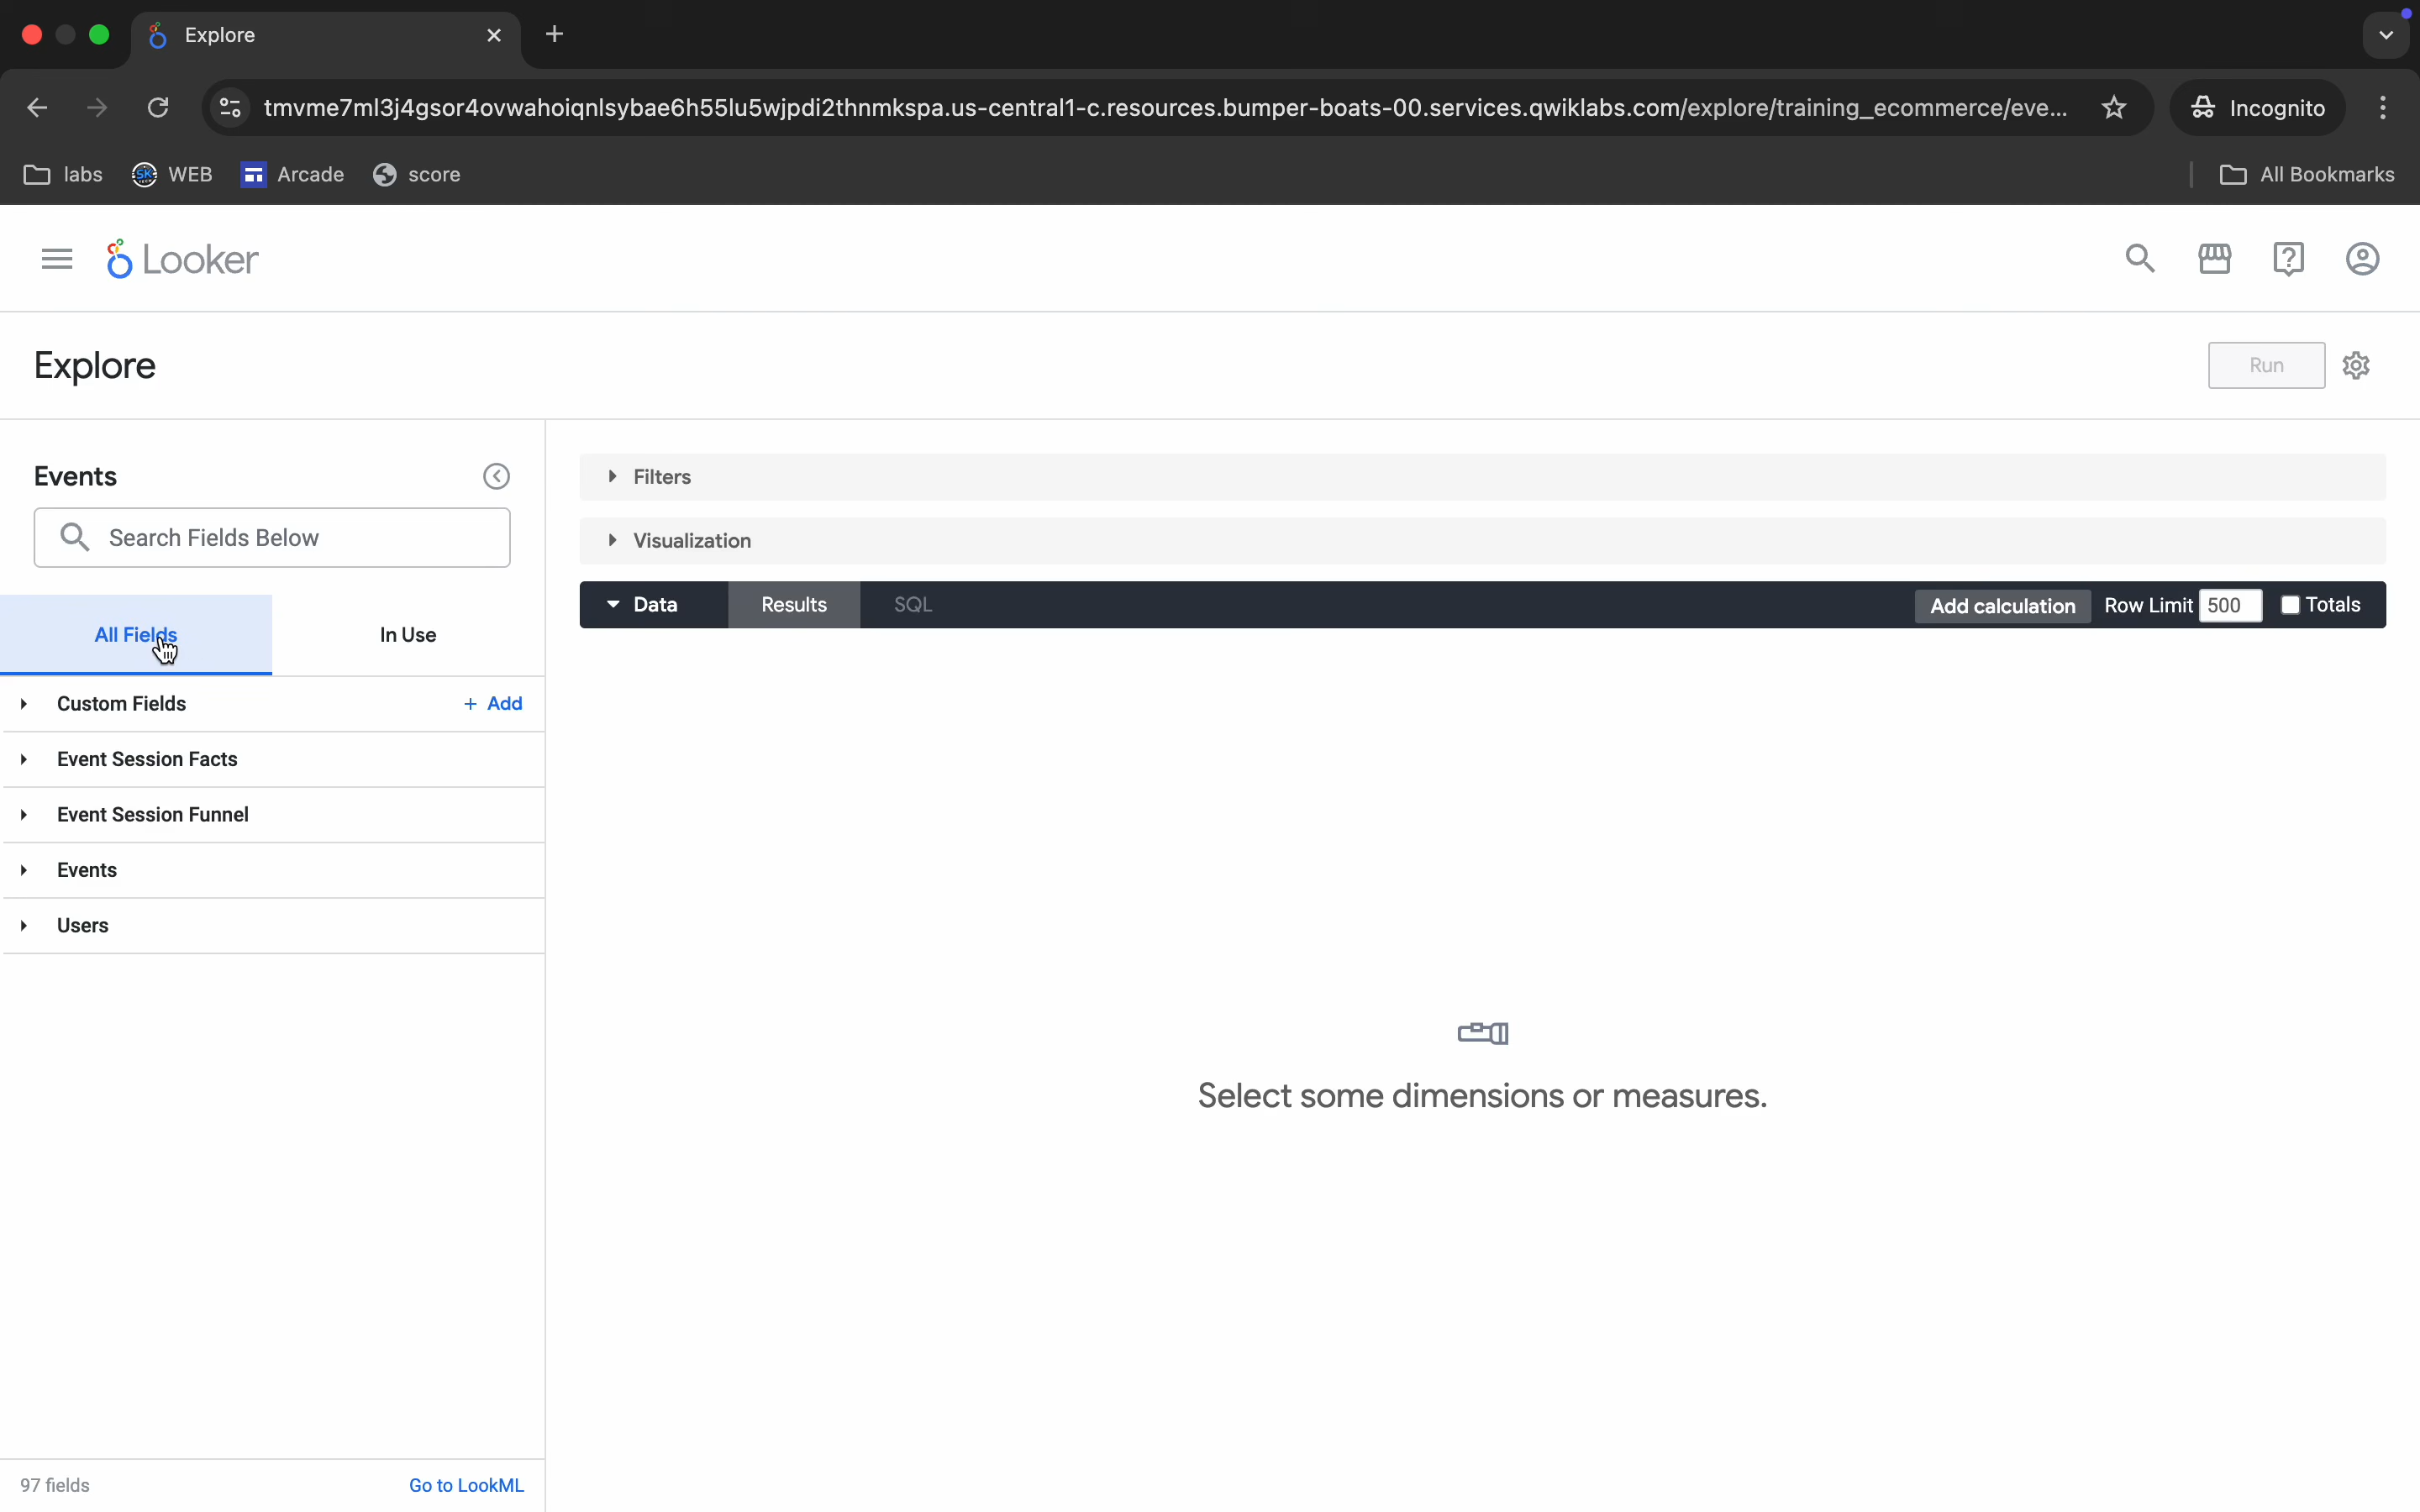 Explore
tmvme7ml3j4gsor4ovwahoiqnlsybae6h55lu5wjpdi2thnmkspa.us-central1-c.resources.bumper-boats-00.services.qwiklabs.com/explore/training_ecommerce/eve...
Incognito
labs
WEB
Arcade
score
All Bookmarks
Looker
Explore
Run
Events
Search Fields Below
All Fields
In Use
Custom Fields
+ Add
Event Session Facts
Event Session Funnel
Events
Users
97 fields
Go to LookML
Filters
Visualization
Data
Results
SQL
Add calculation
Row Limit 500
Totals
Select some dimensions or measures.